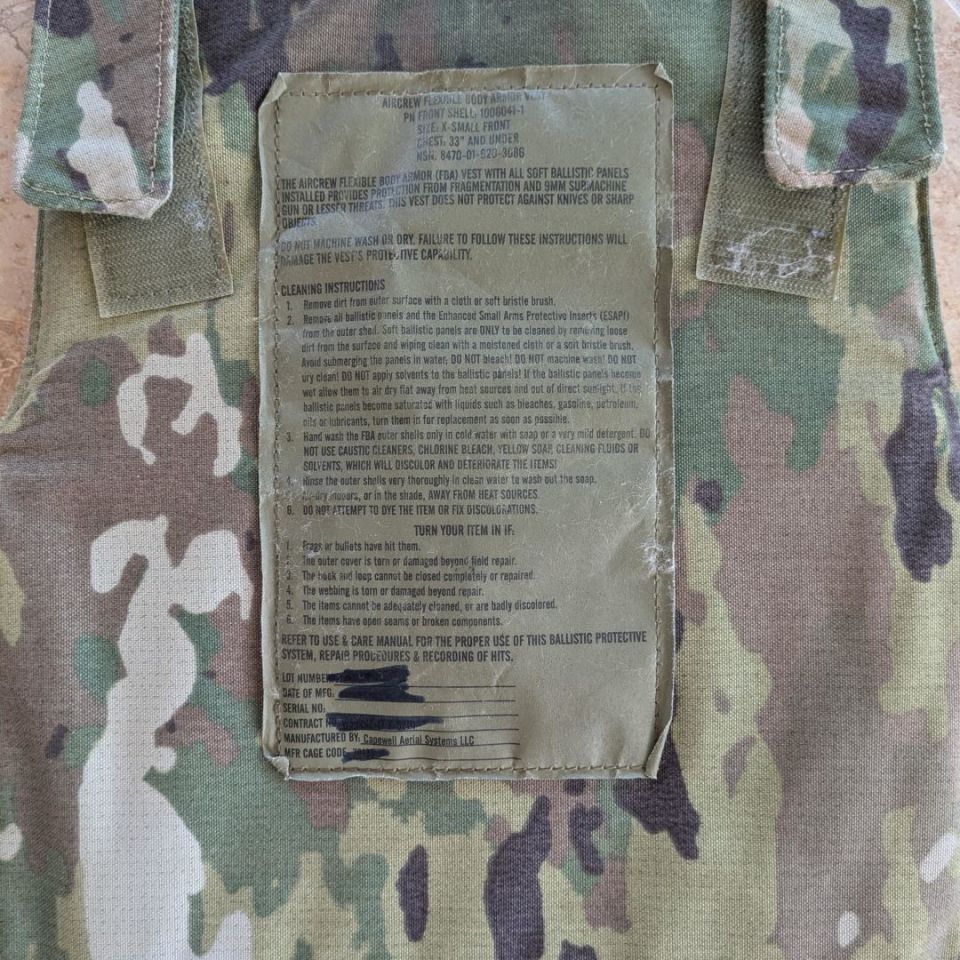 AIRCREW FLEXIBLE BODY ARMOR VEST
PN FRONT SHELL: 1008041-1
SIZE: X-SMALL FRONT
CHEST: 33" AND UNDER
NSN: 8470-01-620-3086
THE AIRCREW FLEXIBLE BODY ARMOR (FBA) VEST WITH ALL SOFT BALLISTIC PANELS
INSTALLED PROVIDES PROTECTION FROM FRAGMENTATION AND 9MM SUBMACHINE
GUN OR LESSER THREATS. THIS VEST DOES NOT PROTECT AGAINST KNIVES OR SHARP
OBJECTS.
DO NOT MACHINE WASH OR DRY. FAILURE TO FOLLOW THESE INSTRUCTIONS WILL
DAMAGE THE VEST'S PROTECTIVE CAPABILITY.
CLEANING INSTRUCTIONS
1. Remove dirt from outer surface with a cloth or soft bristle brush.
2. Remove all ballistic panels and the Enhanced Small Arms Protective Inserts (ESAPI)
from the outer shell. Soft ballistic panels are ONLY to be cleaned by removing loose
dirt from the surface and wiping clean with a moistened cloth or a soft bristle brush.
Avoid submerging the panels in water; DO NOT bleach! DO NOT machine wash! DO NOT
dry clean! DO NOT apply solvents to the ballistic panels! If the ballistic panels become
wet allow them to air dry flat away from heat sources and out of direct sunlight. If the
ballistic panels become saturated with liquids such as bleaches, gasoline, petroleum,
oils or lubricants, turn them in for replacement as soon as possible.
3. Hand wash the FBA outer shells only in cold water with soap or a very mild detergent. DO
NOT USE CAUSTIC CLEANERS, CHLORINE BLEACH, YELLOW SOAP, CLEANING FLUIDS OR
SOLVENTS, WHICH WILL DISCOLOR AND DETERIORATE THE ITEMS!
4. Rinse the outer shells very thoroughly in clean water to wash out the soap.
indoors, or in the shade, AWAY FROM HEAT SOURCES.
6. DO NOT ATTEMPT TO DYE THE ITEM OR FIX DISCOLORATIONS.
TURN YOUR ITEM IN IF:
1. Frags or bullets have hit them.
2. The outer cover is torn or damaged beyond field repair.
3. The hook and loop cannot be closed completely or repaired.
4. The webbing is torn or damaged beyond repair.
5. The items cannot be adequately cleaned, or are badly discolored.
6. The items have open seams or broken components.
REFER TO USE & CARE MANUAL FOR THE PROPER USE OF THIS BALLISTIC PROTECTIVE
SYSTEM, REPAIR PROCEDURES & RECORDING OF HITS.
LOT NUMBER
DATE OF MFG.
SERIAL NO:
CONTRACT NO
MANUFACTURED BY: Capewell Aerial Systems LLC
MFR CAGE CODE: